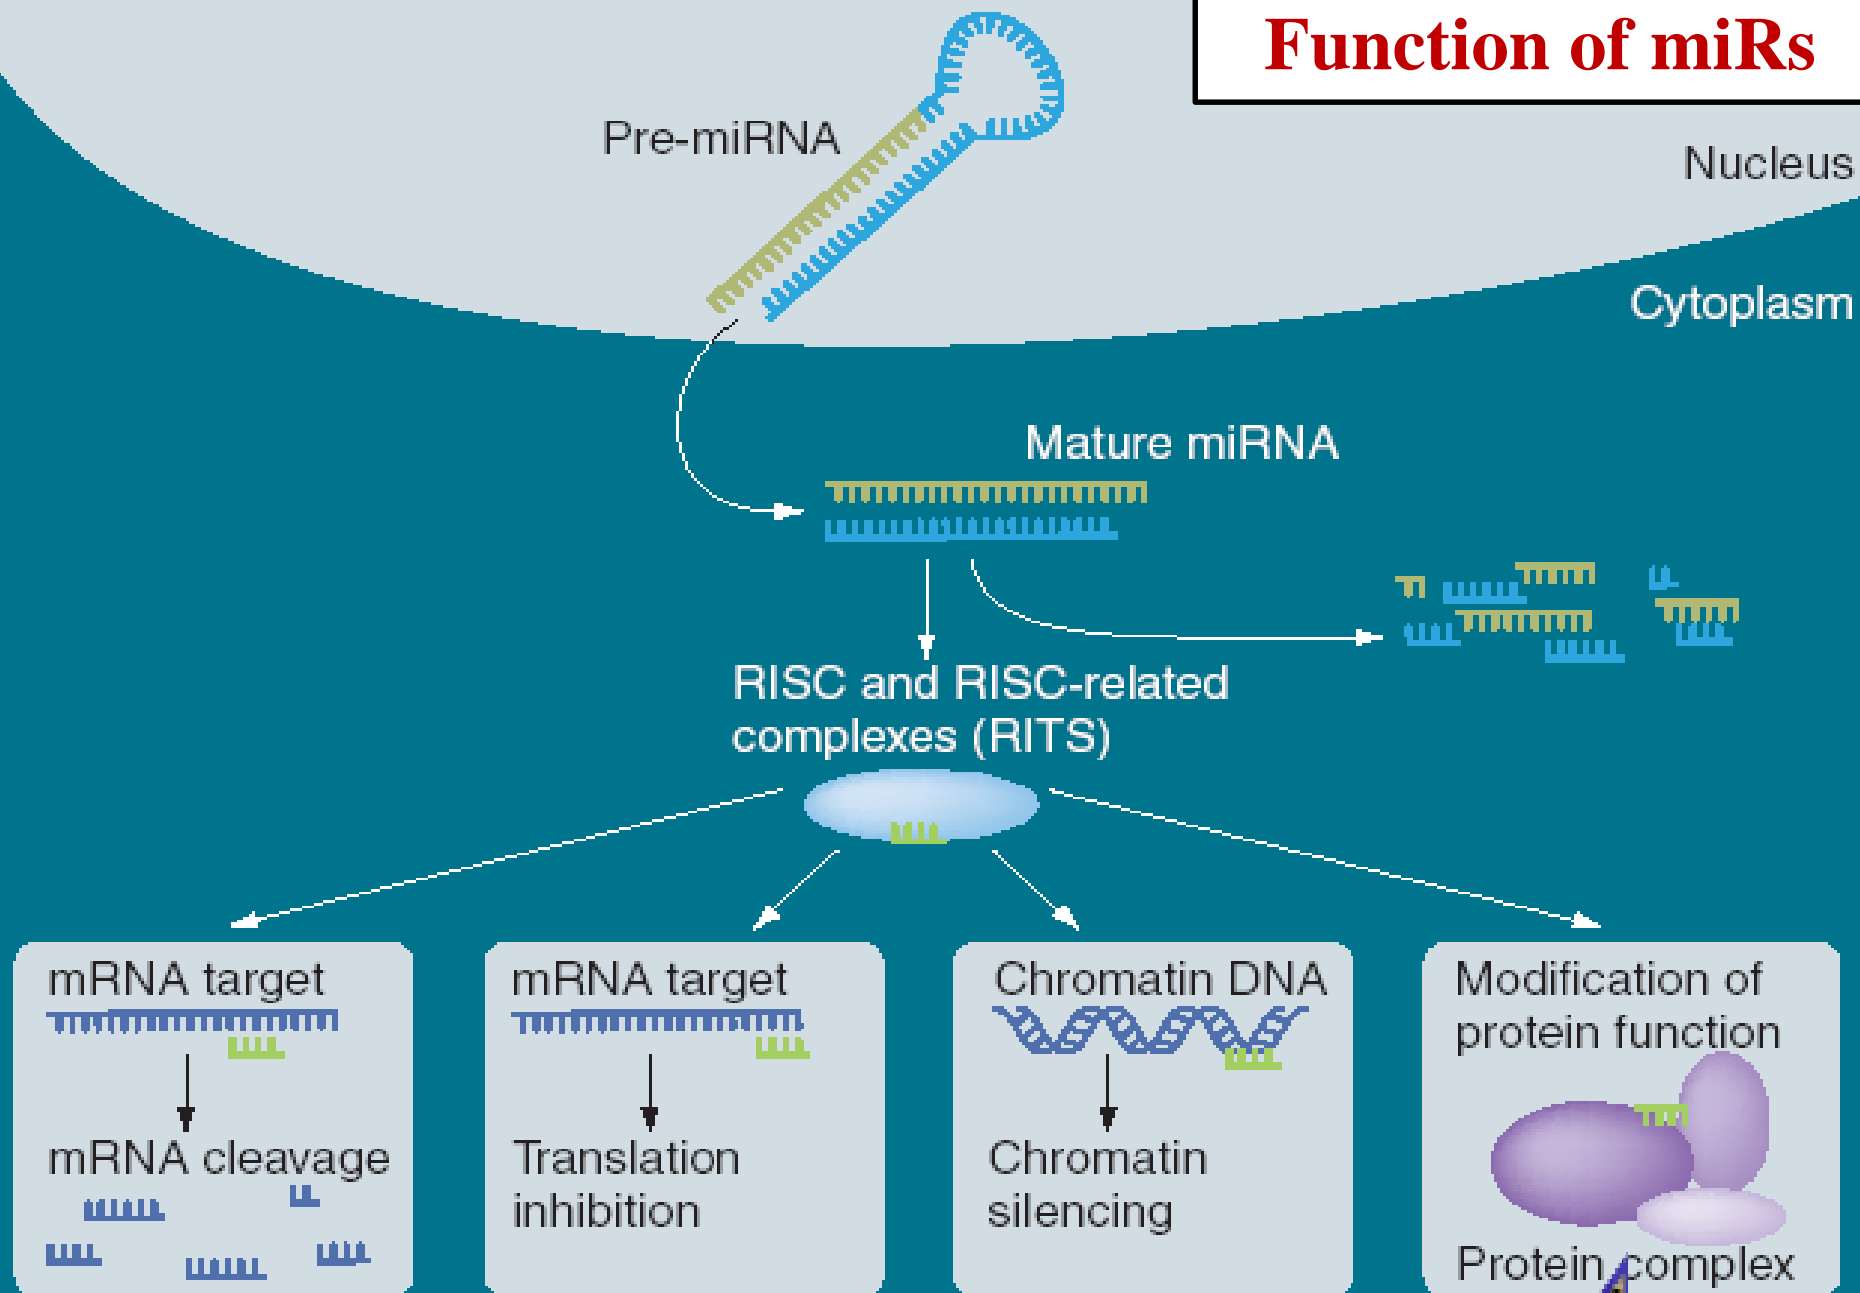 Function of miRs
Pre-miRNA
Nucleus
Cytoplasm
Mature miRNA
RISC and RISC-related
complexes (RITS)
mRNA target
mRNA cleavage
mRNA target
Translation
inhibition
Chromatin DNA
Chromatin
silencing
Modification of
protein function
Protein complex